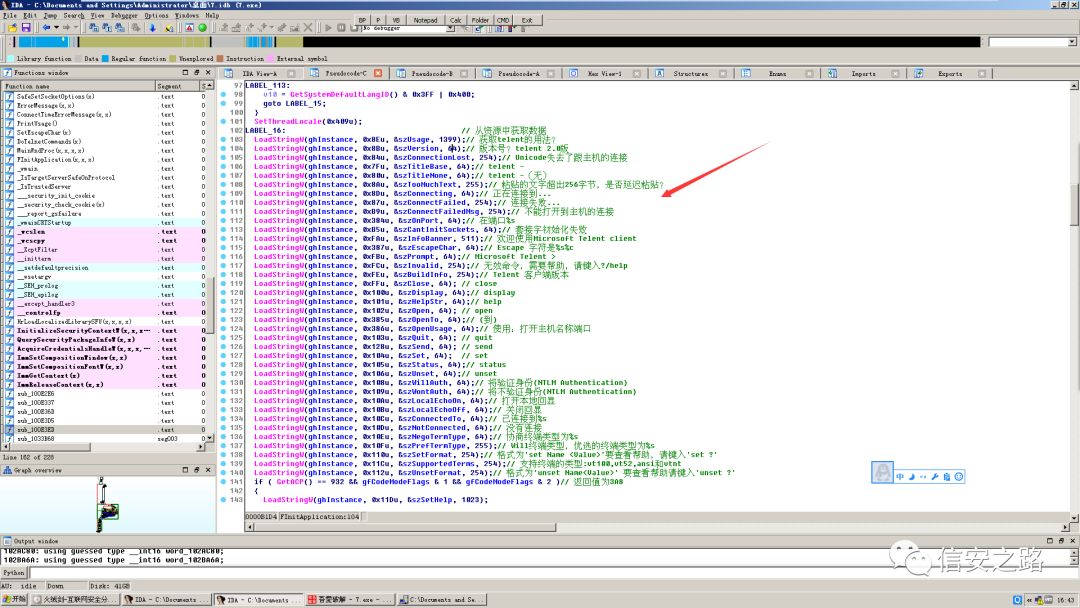 IDA - C:\Documents and Settings\Administrator\桌面\7.idb (7.exe)
File Edit Jump Search View Debugger Options Windows Help
BP P VB Notepad Calc Folder CMD Exit
No debugger
Library function Data Regular function Unexplored Instruction External symbol
Functions window
IDA View-A Pseudocode-C Pseudocode-B Pseudocode-A Hex View-1 Structures Enums Imports Exports
Function name Segment
SafeSetSocketOptions(x) .text
ErrorMessage(x,x) .text
ConnectTimeErrorMessage(x,x) .text
PrintUsage() .text
SetEscapeChar(x) .text
DoTelnetCommands(x) .text
MainWndProc(x,x,x,x) .text
FInitApplication(x,x,x) .text
_wmain .text
_IsTargetServerSafeOnProtocol .text
_IsTrustedServer .text
___security_init_cookie .text
__security_check_cookie(x) .text
___report_gsfailure .text
_wmainCRTStartup .text
_wcslen .text
_wcscpy .text
_XcptFilter .text
__initterm .text
__setdefaultprecision .text
__SEH_prolog .text
__SEH_epilog .text
__except_handler3 .text
__controlfp .text
InitializeSecurityContextW(x,x,x,... .text
QuerySecurityPackageInfoW(x,x) .text
AcquireCredentialsHandleW(x,x,x,... .text
ImmSetCompositionWindow(x,x) .text
ImmSetCompositionFontW(x,x) .text
ImmGetContext(x) .text
ImmReleaseContext(x,x) .text
sub_100E2E6 .text
sub_100E337 .text
sub_100E36B .text
sub_100E3D5 .text
sub_100E3ED .text
sub_1033B68 seg003
Line 162 of 228
Graph overview
97 LABEL_113:
98 v10 = GetSystemDefaultLangID() & 0x3FF | 0x400;
99 goto LABEL_15;
100 }
101 SetThreadLocale(0x409u);
102 LABEL_16: // 从资源中获取数据
103 LoadStringW(ghInstance, 0x8Eu, &szUsage, 1399);// 获取telent的用法?
104 LoadStringW(ghInstance, 0x8Bu, &szVersion, 64);// 版本号? telent 2.0版
105 LoadStringW(ghInstance, 0x84u, &szConnectionLost, 254);// Unicode失去了跟主机的连接
106 LoadStringW(ghInstance, 0x7Fu, &szTitleBase, 64);// telent -
107 LoadStringW(ghInstance, 0x80u, &szTitleNone, 64);// telent -（无）
108 LoadStringW(ghInstance, 0x8Au, &szTooMuchText, 255);// 粘贴的文字超出256字节，是否延迟粘贴?
109 LoadStringW(ghInstance, 0x8Du, &szConnecting, 64);// 正在连接到...
110 LoadStringW(ghInstance, 0x87u, &szConnectFailed, 254);// 连接失败...
111 LoadStringW(ghInstance, 0xB9u, &szConnectFailedMsg, 254);// 不能打开到主机的连接
112 LoadStringW(ghInstance, 0x384u, &szOnPort, 64);// 在端口%s
113 LoadStringW(ghInstance, 0xB5u, &szCantInitSockets, 64);// 套接字初始化失败
114 LoadStringW(ghInstance, 0xFAu, &szInfoBanner, 511);// 欢迎使用Microsoft Telent client
115 LoadStringW(ghInstance, 0x387u, &szEscapeChar, 64);// Escape 字符是%s%c
116 LoadStringW(ghInstance, 0xFBu, &szPrompt, 64);// Microsoft Telent >
117 LoadStringW(ghInstance, 0xFCu, &szInvalid, 254);// 无效命令，需要帮助，请键入?/help
118 LoadStringW(ghInstance, 0xFEu, &szBuildInfo, 254);// Telent 客户端版本
119 LoadStringW(ghInstance, 0xFFu, &szClose, 64);// close
120 LoadStringW(ghInstance, 0x100u, &szDisplay, 64);// display
121 LoadStringW(ghInstance, 0x101u, &szHelpStr, 64);// help
122 LoadStringW(ghInstance, 0x102u, &szOpen, 64);// open
123 LoadStringW(ghInstance, 0x385u, &szOpenTo, 64);// (到)
124 LoadStringW(ghInstance, 0x386u, &szOpenUsage, 64);// 使用：打开主机名称端口
125 LoadStringW(ghInstance, 0x103u, &szQuit, 64);// quit
126 LoadStringW(ghInstance, 0x128u, &szSend, 64);// send
127 LoadStringW(ghInstance, 0x104u, &szSet, 64);// set
128 LoadStringW(ghInstance, 0x105u, &szStatus, 64);// status
129 LoadStringW(ghInstance, 0x106u, &szUnset, 64);// unset
130 LoadStringW(ghInstance, 0x108u, &szWillAuth, 64);// 将验证身份(NTLM Authentication)
131 LoadStringW(ghInstance, 0x109u, &szWontAuth, 64);// 将不验证身份(NTLM Authentication)
132 LoadStringW(ghInstance, 0x10Au, &szLocalEchoOn, 64);// 打开本地回显
133 LoadStringW(ghInstance, 0x10Bu, &szLocalEchoOff, 64);// 关闭回显
134 LoadStringW(ghInstance, 0x10Cu, &szConnectedTo, 64);// 已连接到%s
135 LoadStringW(ghInstance, 0x10Du, &szNotConnected, 64);// 没有连接
136 LoadStringW(ghInstance, 0x10Eu, &szNegoTermType, 64);// 协商终端类型为%s
137 LoadStringW(ghInstance, 0x10Fu, &szPrefTermType, 255);// Will终端类型，优选的终端类型为%s
138 LoadStringW(ghInstance, 0x110u, &szSetFormat, 254);// 格式为'set Name <Value>'要查看帮助，请键入'set ?'
139 LoadStringW(ghInstance, 0x11Cu, &szSupportedTerms, 254);// 支持终端的类型:vt100,vt52,ansi和vtnt
140 LoadStringW(ghInstance, 0x112u, &szUnsetFormat, 254);// 格式为'unset Name<Value>' 要查看帮助请键入'unset ?'
141 if ( GetACP() == 932 && gfCodeModeFlags & 1 && gfCodeModeFlags & 2 )// 返回值为3A8
142 {
143 LoadStringW(ghInstance, 0x11Du, &szSetHelp, 1023);
0000B1D4 FInitApplication:104
中
Output window
102AC80: using guessed type __int16 word_102AC80;
102BA6A: using guessed type __int16 word_102BA6A;
Python
AU: idle Down Disk: 41GB
开始 火绒剑-互联网安全分... IDA - C:\Documents ... IDA - C:\Documents ... 吾爱破解 - 7.exe -... C:\Documents and Se...
16:43
信安之路